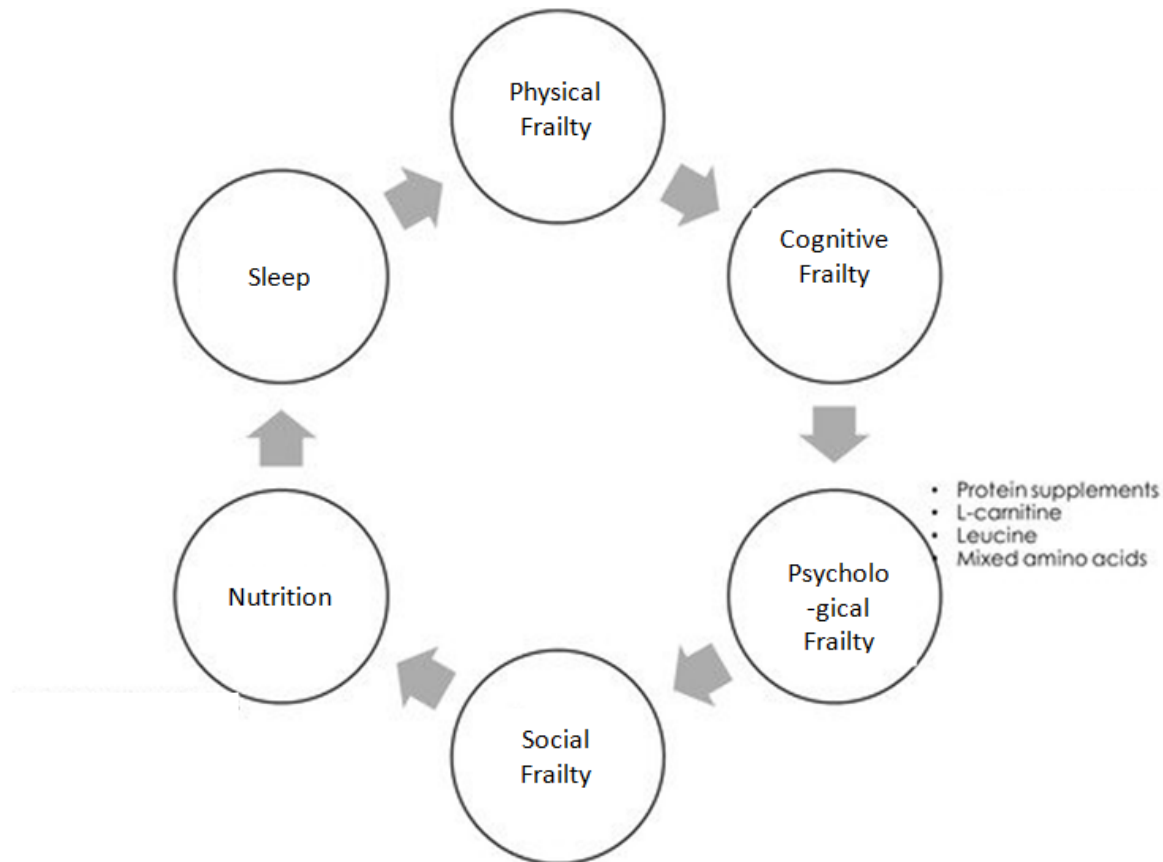 Physical
Frailty
Cognitive
Frailty
• Protein supplements
• L-carnitine
• Leucine
• Mixed amino acids
Psycholo
-gical
Frailty
Social
Frailty
Nutrition
Sleep